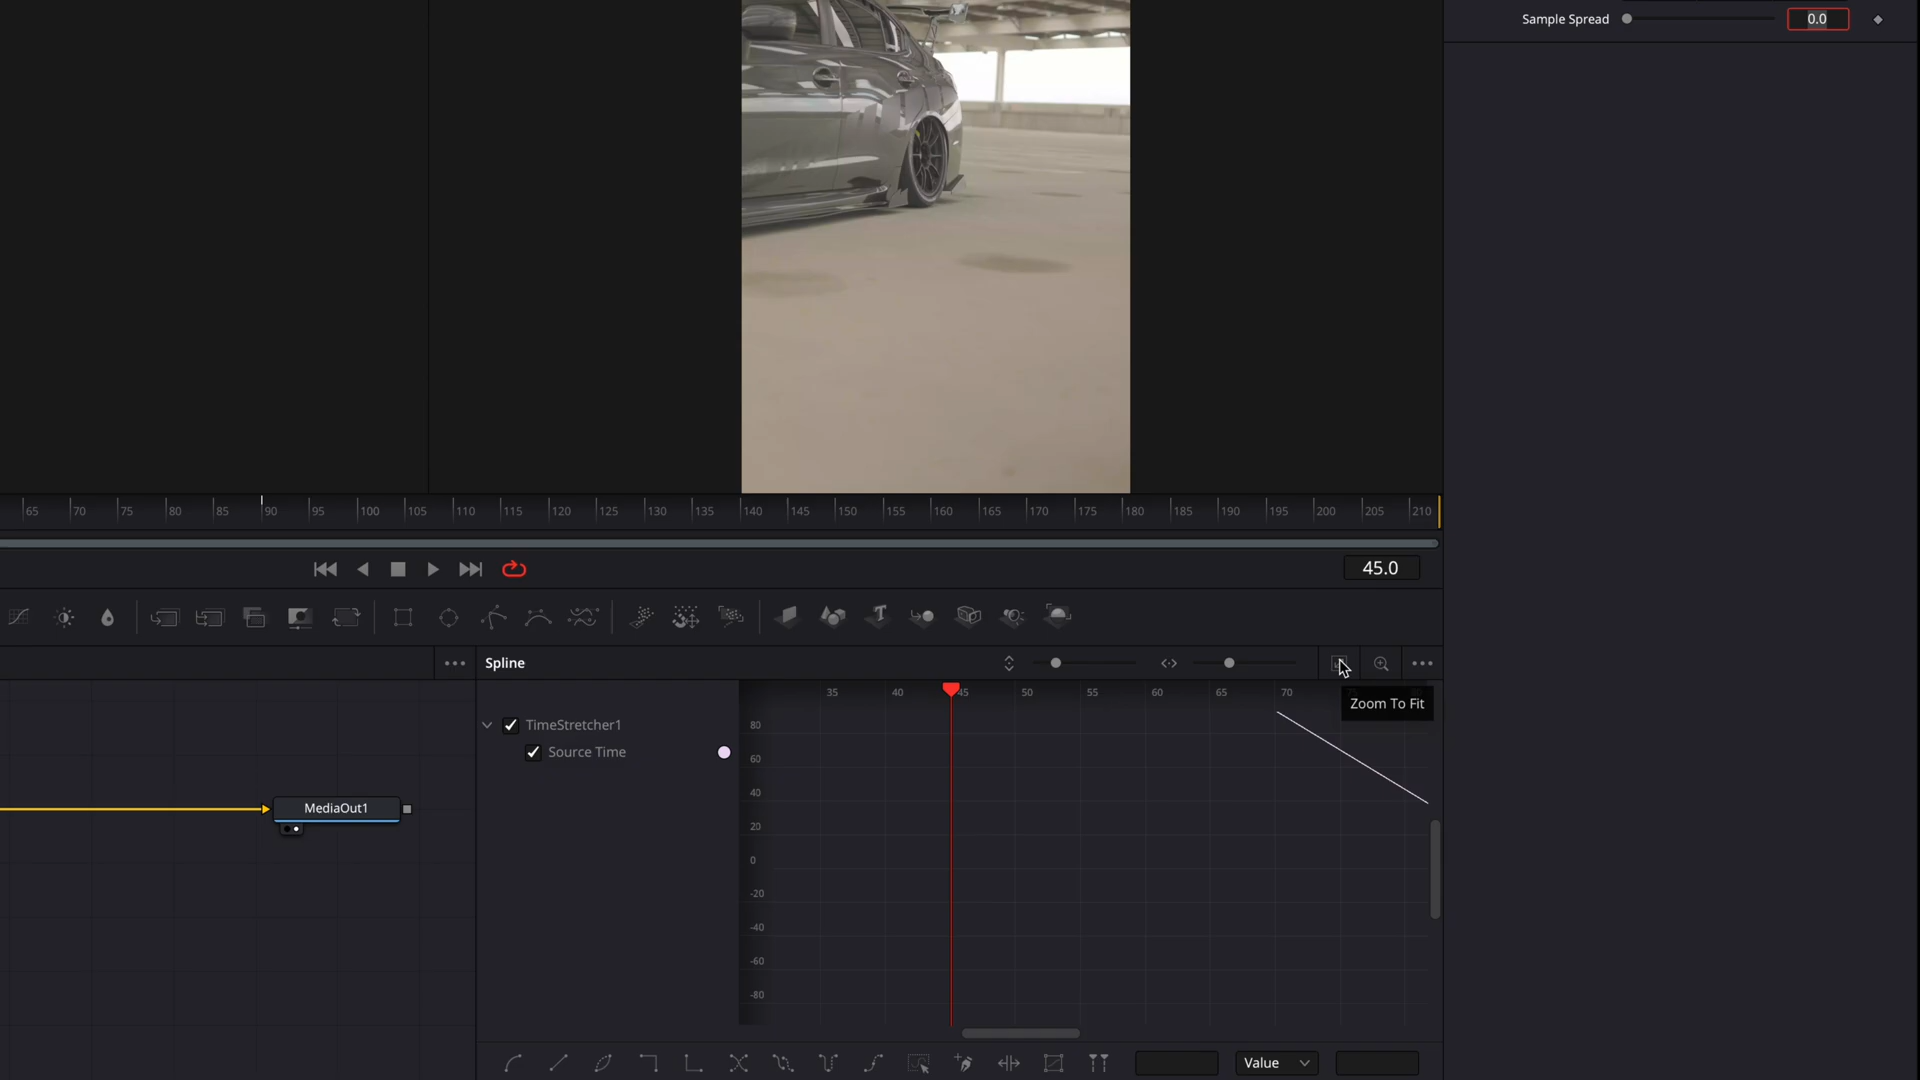 Sample Spread 0.0
65 70 75 80 85 90 95 100 105 110 115 120 125 130 135 140 145 150 155 160 165 170 175 180 185 190 195 200 205 210
45.0
Spline
35 40 45 50 55 60 65 70
Zoom To Fit
TimeStretcher1
Source Time
80
60
40
20
0
-20
-40
-60
-80
MediaOut1
Value